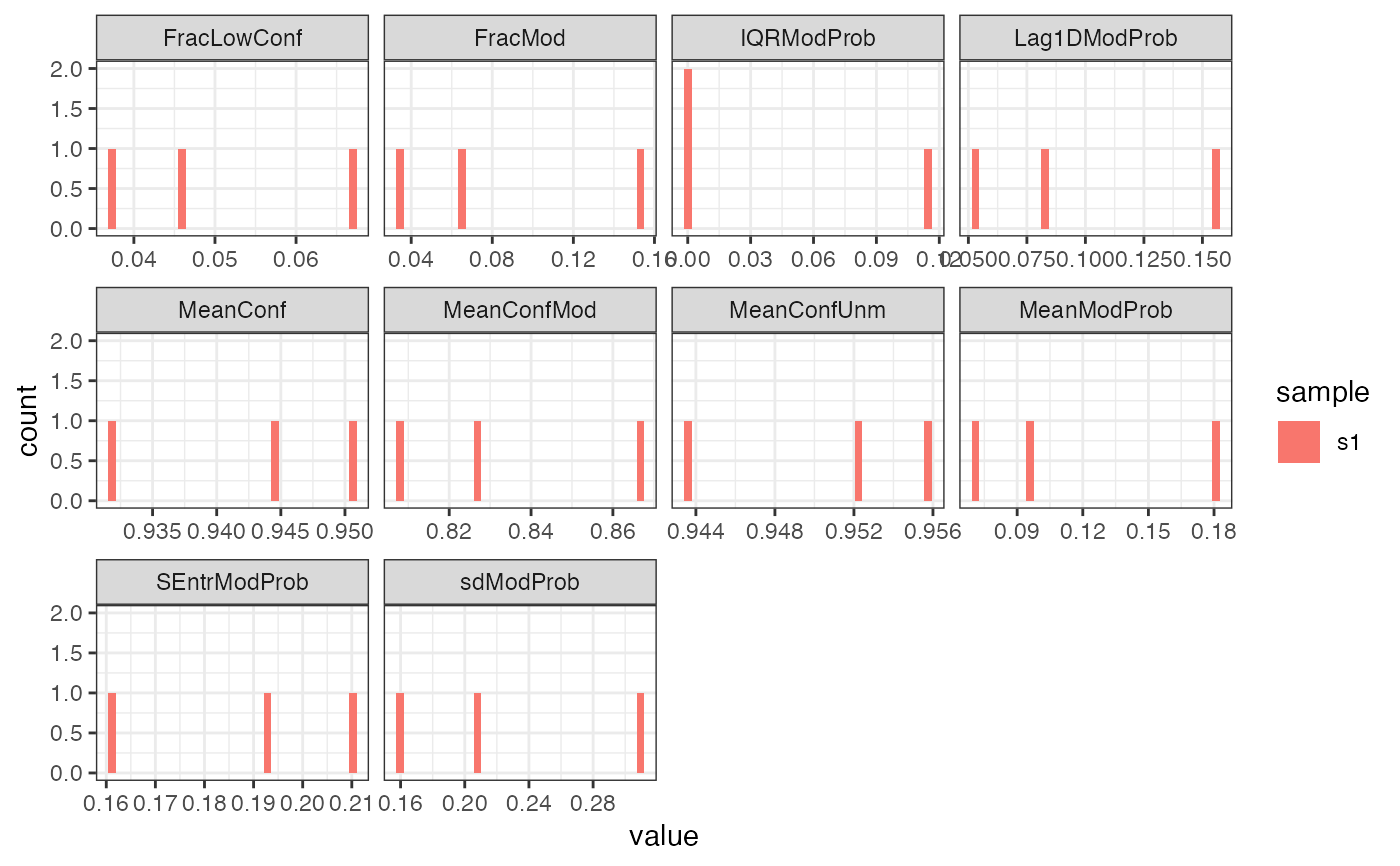 FracLowConf FracMod IQRModProb Lag1DModProb
2.0
1.5
1.0
0.5
0.0
0.04 0.05 0.06 0.04 0.08 0.12 0.16 0.00 0.03 0.06 0.09 0.12 0.050 0.075 0.100 0.125 0.150
MeanConf MeanConfMod MeanConfUnm MeanModProb
2.0
1.5
1.0
0.5
0.0
0.935 0.940 0.945 0.950 0.82 0.84 0.86 0.944 0.948 0.952 0.956 0.09 0.12 0.15 0.18
count
sample
s1
SEntrModProb sdModProb
2.0
1.5
1.0
0.5
0.0
0.16 0.17 0.18 0.19 0.20 0.21 0.16 0.20 0.24 0.28
value